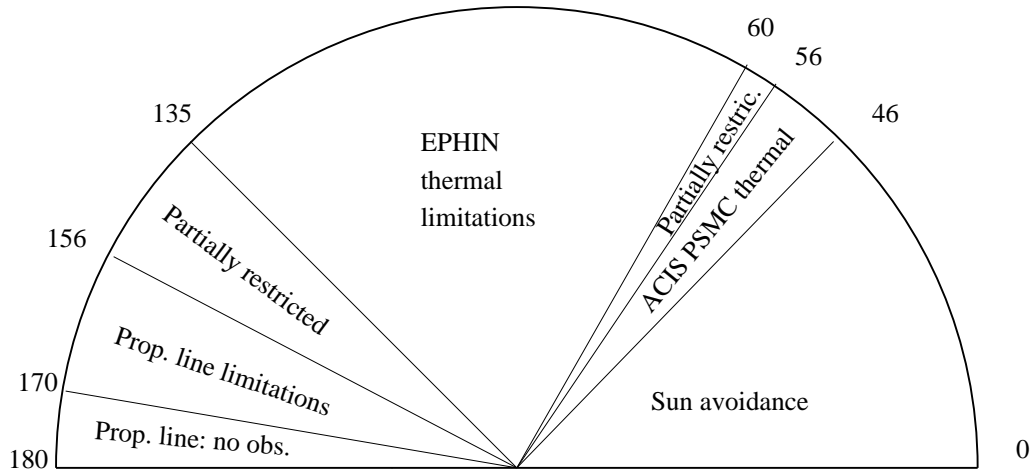 60
56
46
135
EPHIN
thermal
limitations
Partially restric.
ACIS PSMC thermal
156
Partially restricted
Prop. line limitations
170
Sun avoidance
Prop. line: no obs.
180
0